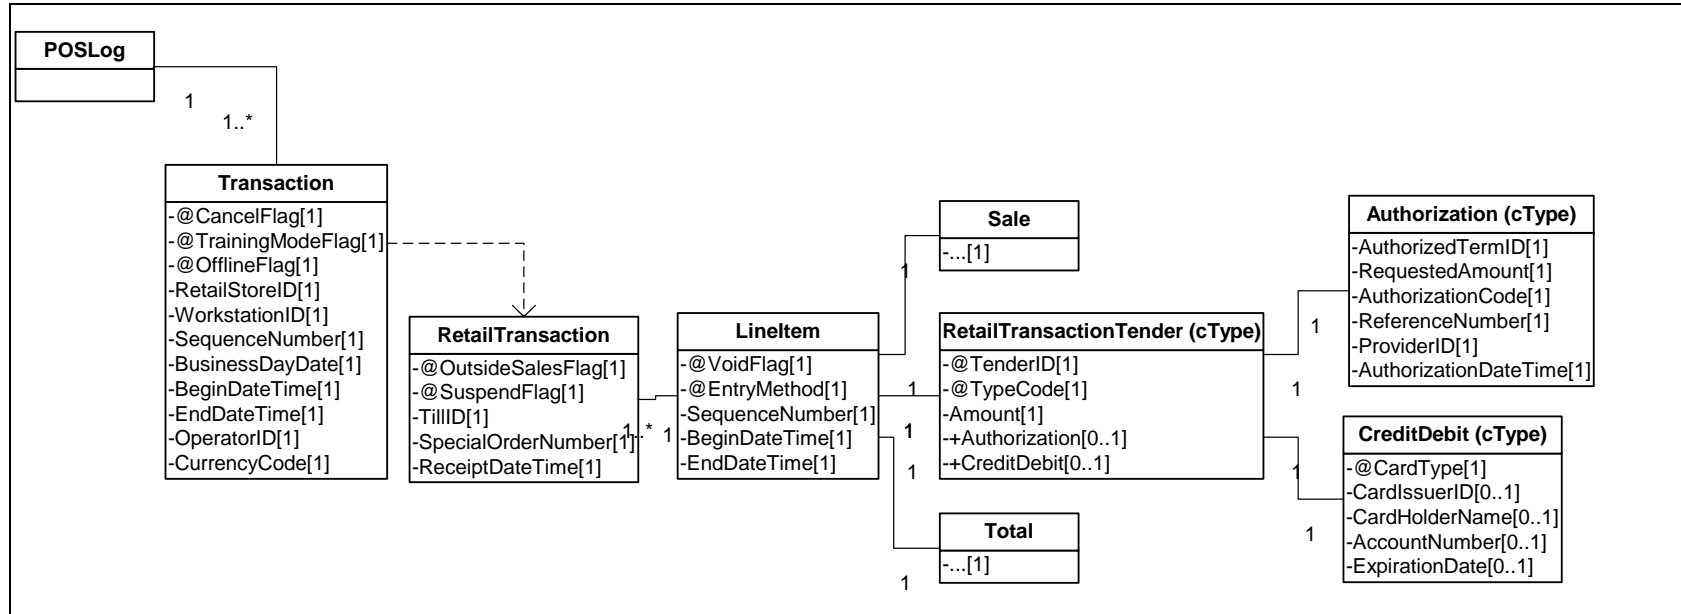 POSLog
1
1..*
Transaction
-@CancelFlag[1]
-@TrainingModeFlag[1]
-@OfflineFlag[1]
-RetailStoreID[1]
-WorkstationID[1]
-SequenceNumber[1]
-BusinessDayDate[1]
-BeginDateTime[1]
-EndDateTime[1]
-OperatorID[1]
-CurrencyCode[1]
RetailTransaction
-@OutsideSalesFlag[1]
-@SuspendFlag[1]
-TillID[1]
-SpecialOrderNumber[1]
-ReceiptDateTime[1]
1..*
1
LineItem
-@VoidFlag[1]
-@EntryMethod[1]
-SequenceNumber[1]
-BeginDateTime[1]
-EndDateTime[1]
1
1
1
1
1
1
Sale
-...[1]
RetailTransactionTender (cType)
-@TenderID[1]
-@TypeCode[1]
-Amount[1]
-+Authorization[0..1]
-+CreditDebit[0..1]
Total
-...[1]
1
1
1
1
Authorization (cType)
-AuthorizedTermID[1]
-RequestedAmount[1]
-AuthorizationCode[1]
-ReferenceNumber[1]
-ProviderID[1]
-AuthorizationDateTime[1]
CreditDebit (cType)
-@CardType[1]
-CardIssuerID[0..1]
-CardHolderName[0..1]
-AccountNumber[0..1]
-ExpirationDate[0..1]